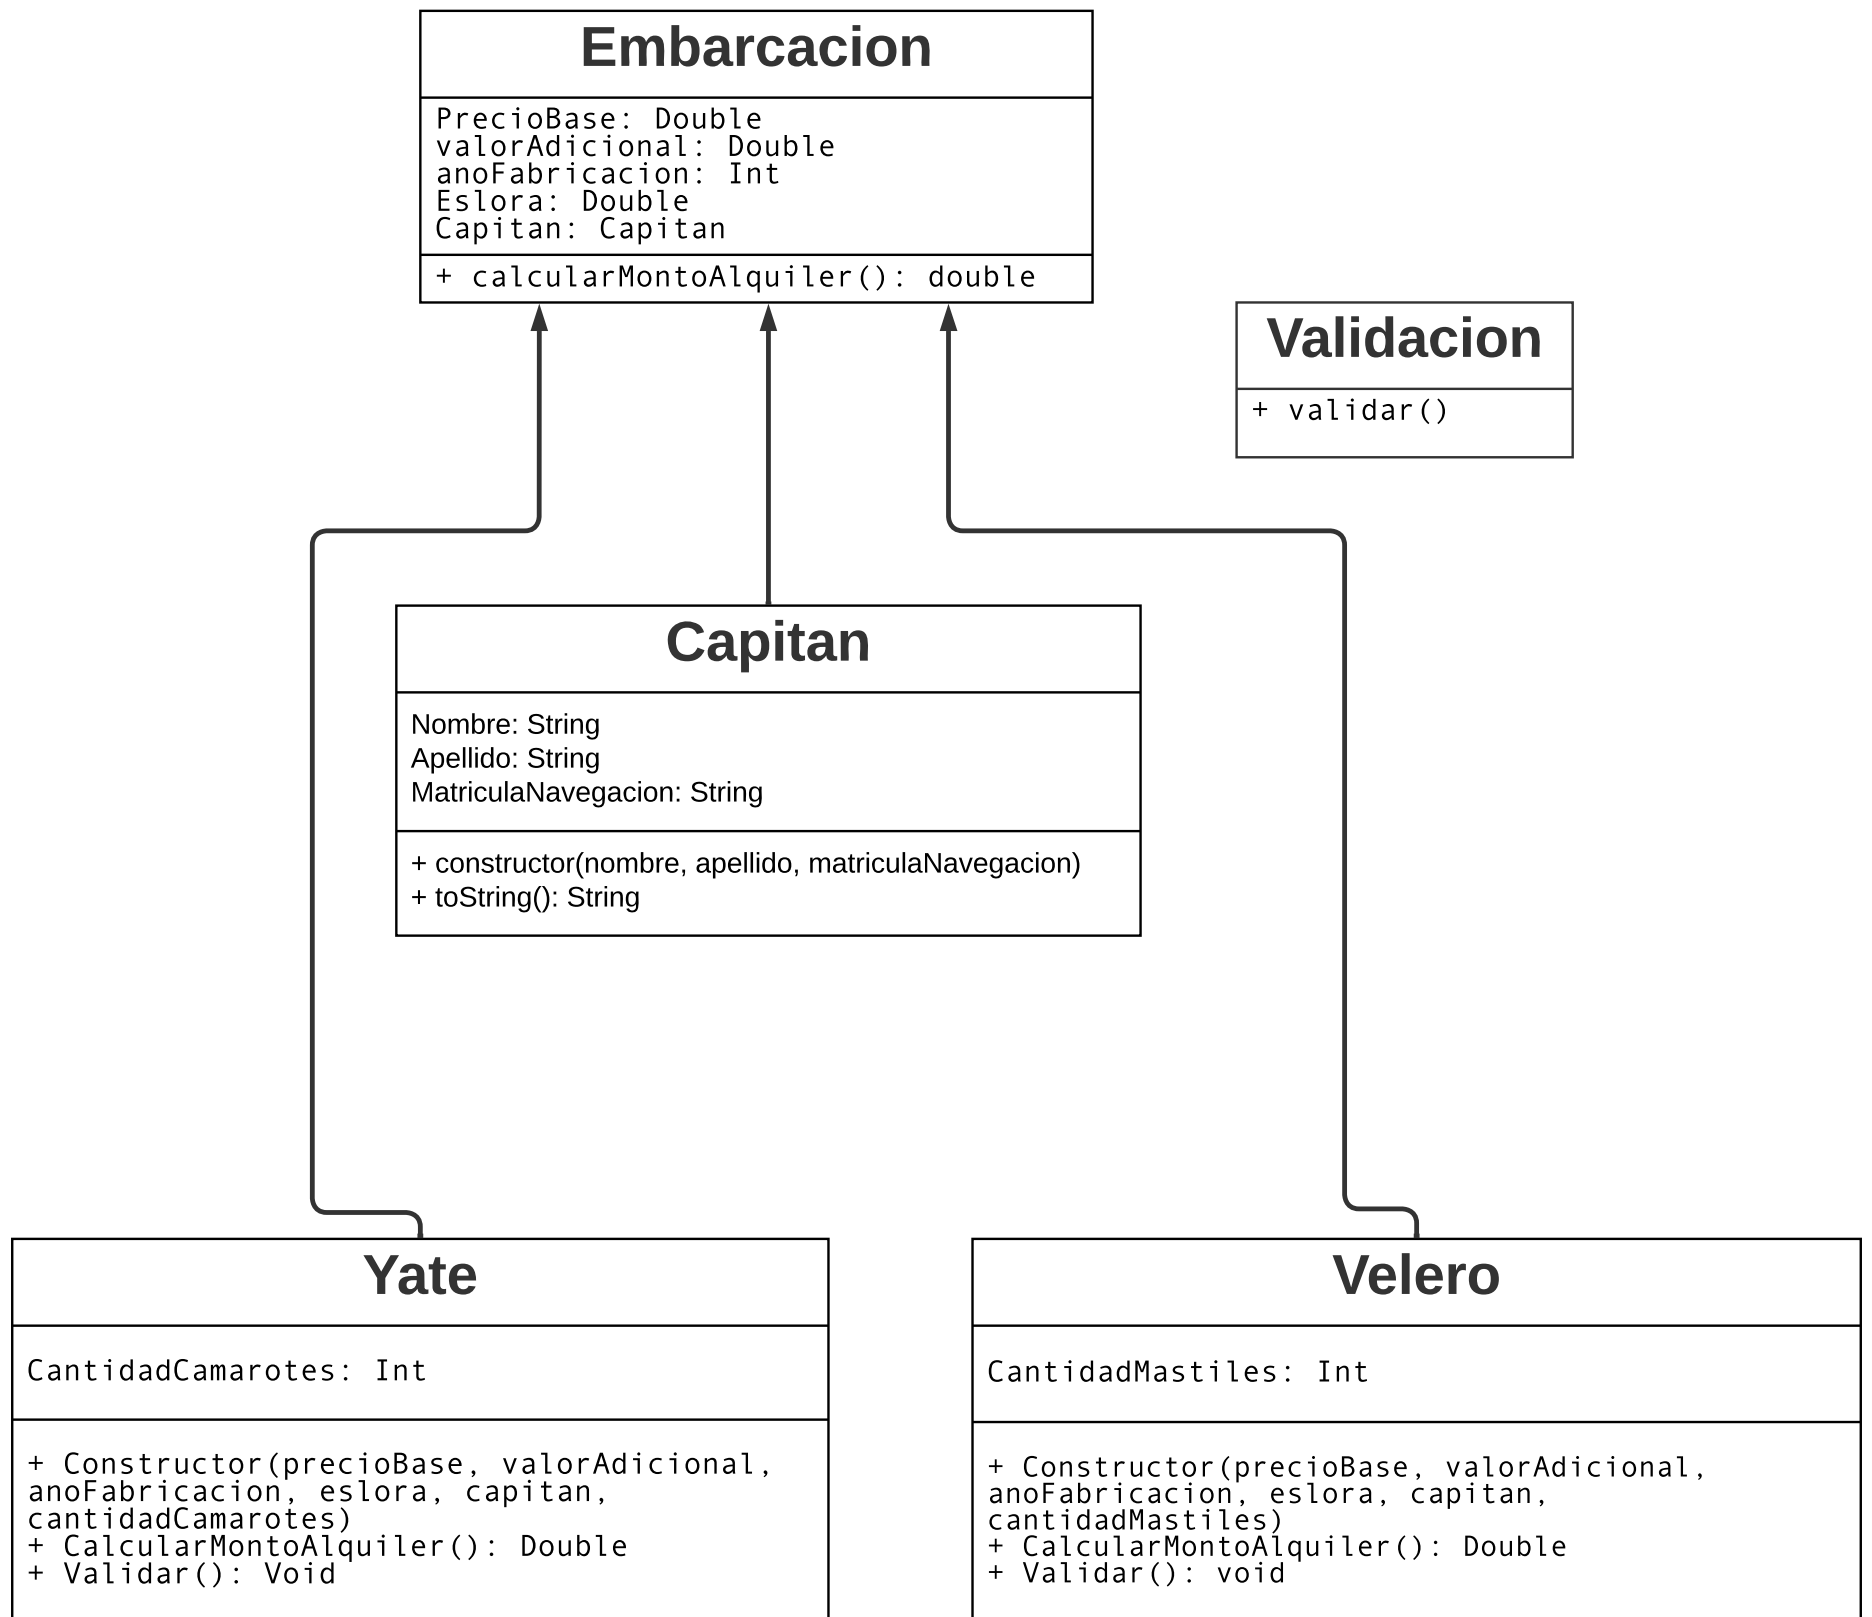 Embarcacion
PrecioBase: Double
valorAdicional: Double
anoFabricacion: Int
Eslora: Double
Capitan: Capitan
+ calcularMontoAlquiler(): double
Validacion
+ validar()
Capitan
Nombre: String
Apellido: String
MatriculaNavegacion: String
+ constructor(nombre, apellido, matriculaNavegacion)
+ toString(): String
Yate
CantidadCamarotes: Int
+ Constructor(precioBase, valorAdicional,
anoFabricacion, eslora, capitan,
cantidadCamarotes)
+ CalcularMontoAlquiler(): Double
+ Validar(): Void
Velero
CantidadMastiles: Int
+ Constructor(precioBase, valorAdicional,
anoFabricacion, eslora, capitan,
cantidadMastiles)
+ CalcularMontoAlquiler(): Double
+ Validar(): void